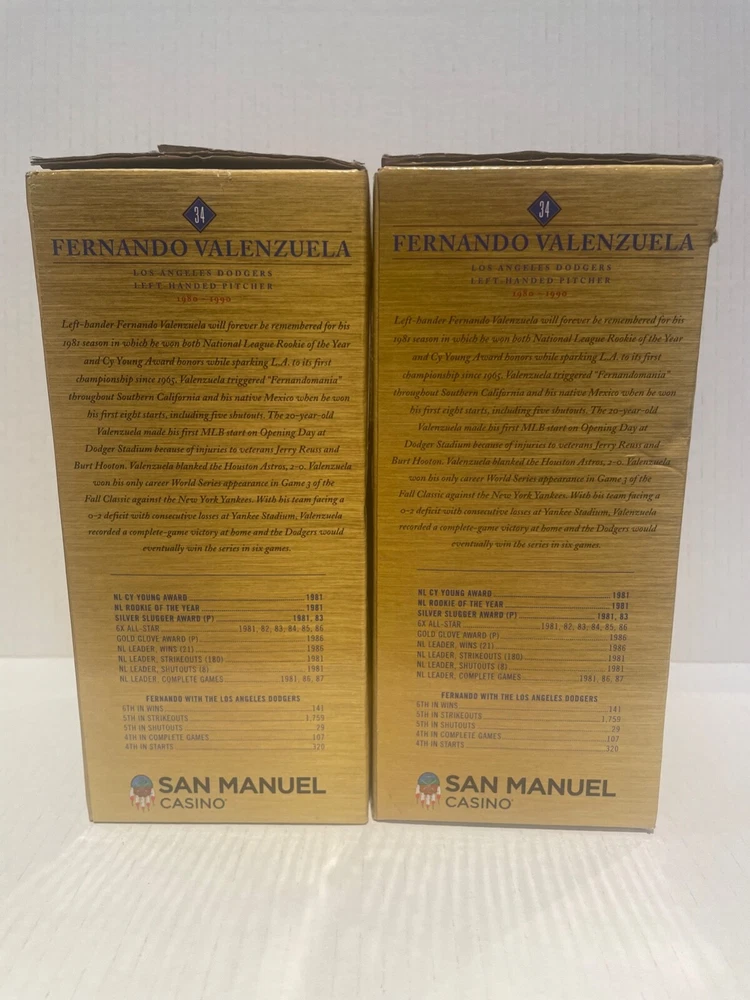 34
FERNANDO VALENZUELA
LOS ANGELES DODGERS
LEFT-HANDED PITCHER
1980–1990
Left-hander Fernando Valenzuela will forever be remembered for his
1981 season in which he won both National League Rookie of the Year
and Cy Young Award honors while sparking L.A. to its first
championship since 1965. Valenzuela triggered "Fernandomania"
throughout Southern California and his native Mexico when he won
his first eight starts, including five shutouts. The 20-year-old
Valenzuela made his first MLB start on Opening Day at
Dodger Stadium because of injuries to veterans Jerry Reuss and
Burt Hooton. Valenzuela blanked the Houston Astros, 2-0. Valenzuela
won his only career World Series appearance in Game 3 of the
Fall Classic against the New York Yankees. With his team facing a
0-2 deficit with consecutive losses at Yankee Stadium, Valenzuela
recorded a complete-game victory at home and the Dodgers would
eventually win the series in six games.
NL CY YOUNG AWARD 1981
NL ROOKIE OF THE YEAR 1981
SILVER SLUGGER AWARD (P) 1981, 83
6X ALL-STAR 1981, 82, 83, 84, 85, 86
GOLD GLOVE AWARD (P) 1986
NL LEADER, WINS (21) 1986
NL LEADER, STRIKEOUTS (180) 1981
NL LEADER, SHUTOUTS (8) 1981
NL LEADER, COMPLETE GAMES 1981, 86, 87
FERNANDO WITH THE LOS ANGELES DODGERS
6TH IN WINS 141
5TH IN STRIKEOUTS 1,759
5TH IN SHUTOUTS 29
4TH IN COMPLETE GAMES 107
4TH IN STARTS 320
SAN MANUEL
CASINO
34
FERNANDO VALENZUELA
LOS ANGELES DODGERS
LEFT-HANDED PITCHER
1980–1990
Left-hander Fernando Valenzuela will forever be remembered for his
1981 season in which he won both National League Rookie of the Year
and Cy Young Award honors while sparking L.A. to its first
championship since 1965. Valenzuela triggered "Fernandomania"
throughout Southern California and his native Mexico when he won
his first eight starts, including five shutouts. The 20-year-old
Valenzuela made his first MLB start on Opening Day at
Dodger Stadium because of injuries to veterans Jerry Reuss and
Burt Hooton. Valenzuela blanked the Houston Astros, 2-0. Valenzuela
won his only career World Series appearance in Game 3 of the
Fall Classic against the New York Yankees. With his team facing a
0-2 deficit with consecutive losses at Yankee Stadium, Valenzuela
recorded a complete-game victory at home and the Dodgers would
eventually win the series in six games.
NL CY YOUNG AWARD 1981
NL ROOKIE OF THE YEAR 1981
SILVER SLUGGER AWARD (P) 1981, 83
6X ALL-STAR 1981, 82, 83, 84, 85, 86
GOLD GLOVE AWARD (P) 1986
NL LEADER, WINS (21) 1986
NL LEADER, STRIKEOUTS (180) 1981
NL LEADER, SHUTOUTS (8) 1981
NL LEADER, COMPLETE GAMES 1981, 86, 87
FERNANDO WITH THE LOS ANGELES DODGERS
6TH IN WINS 141
5TH IN STRIKEOUTS 1,759
5TH IN SHUTOUTS 29
4TH IN COMPLETE GAMES 107
4TH IN STARTS 320
SAN MANUEL
CASINO